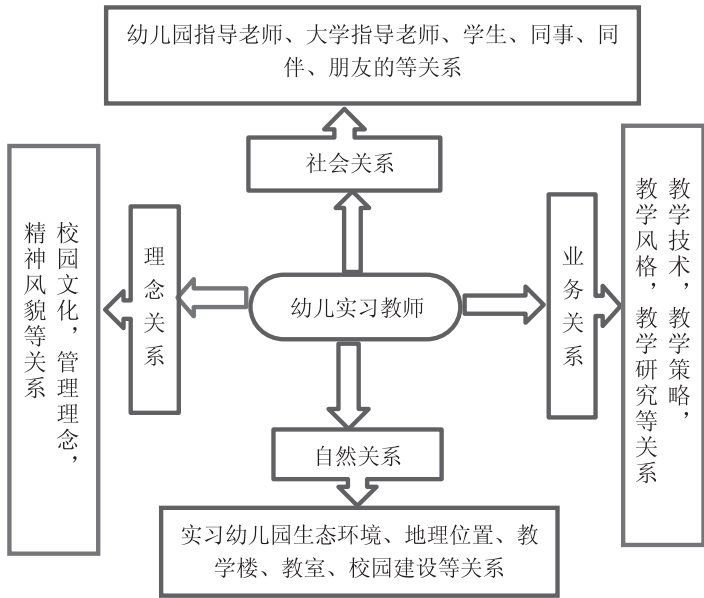 幼儿园指导老师、大学指导老师、学生、同事、同
伴、朋友的等关系
社会关系
校园文化，管理理念，
精神风貌等关系
理念关系
幼儿实习教师
业务关系
教学技术，教学策略，
教学风格，教学研究等关系
自然关系
实习幼儿园生态环境、地理位置、教
学楼、教室、校园建设等关系